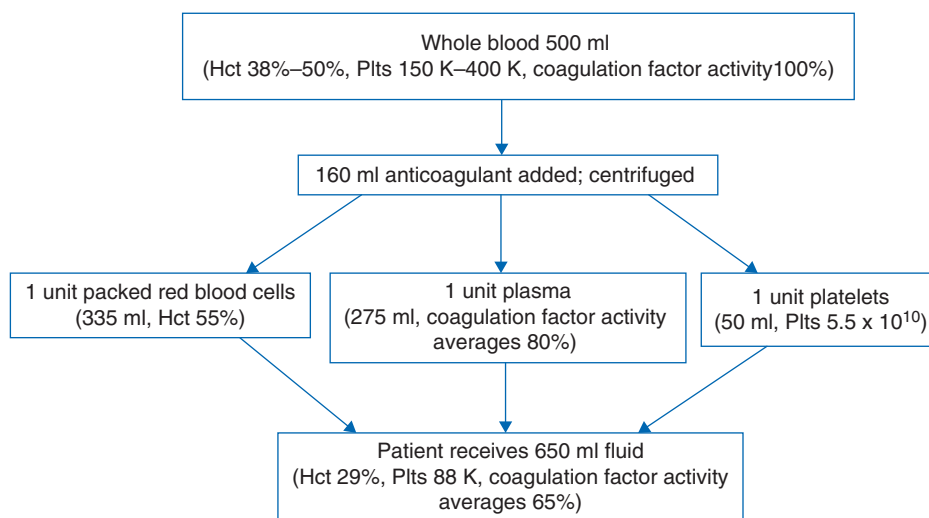 Whole blood 500 ml
(Hct 38%–50%, Plts 150 K–400 K, coagulation factor activity100%)
160 ml anticoagulant added; centrifuged
1 unit packed red blood cells
(335 ml, Hct 55%)
1 unit plasma
(275 ml, coagulation factor activity
averages 80%)
1 unit platelets
(50 ml, Plts 5.5 x 10¹⁰)
Patient receives 650 ml fluid
(Hct 29%, Plts 88 K, coagulation factor activity
averages 65%)